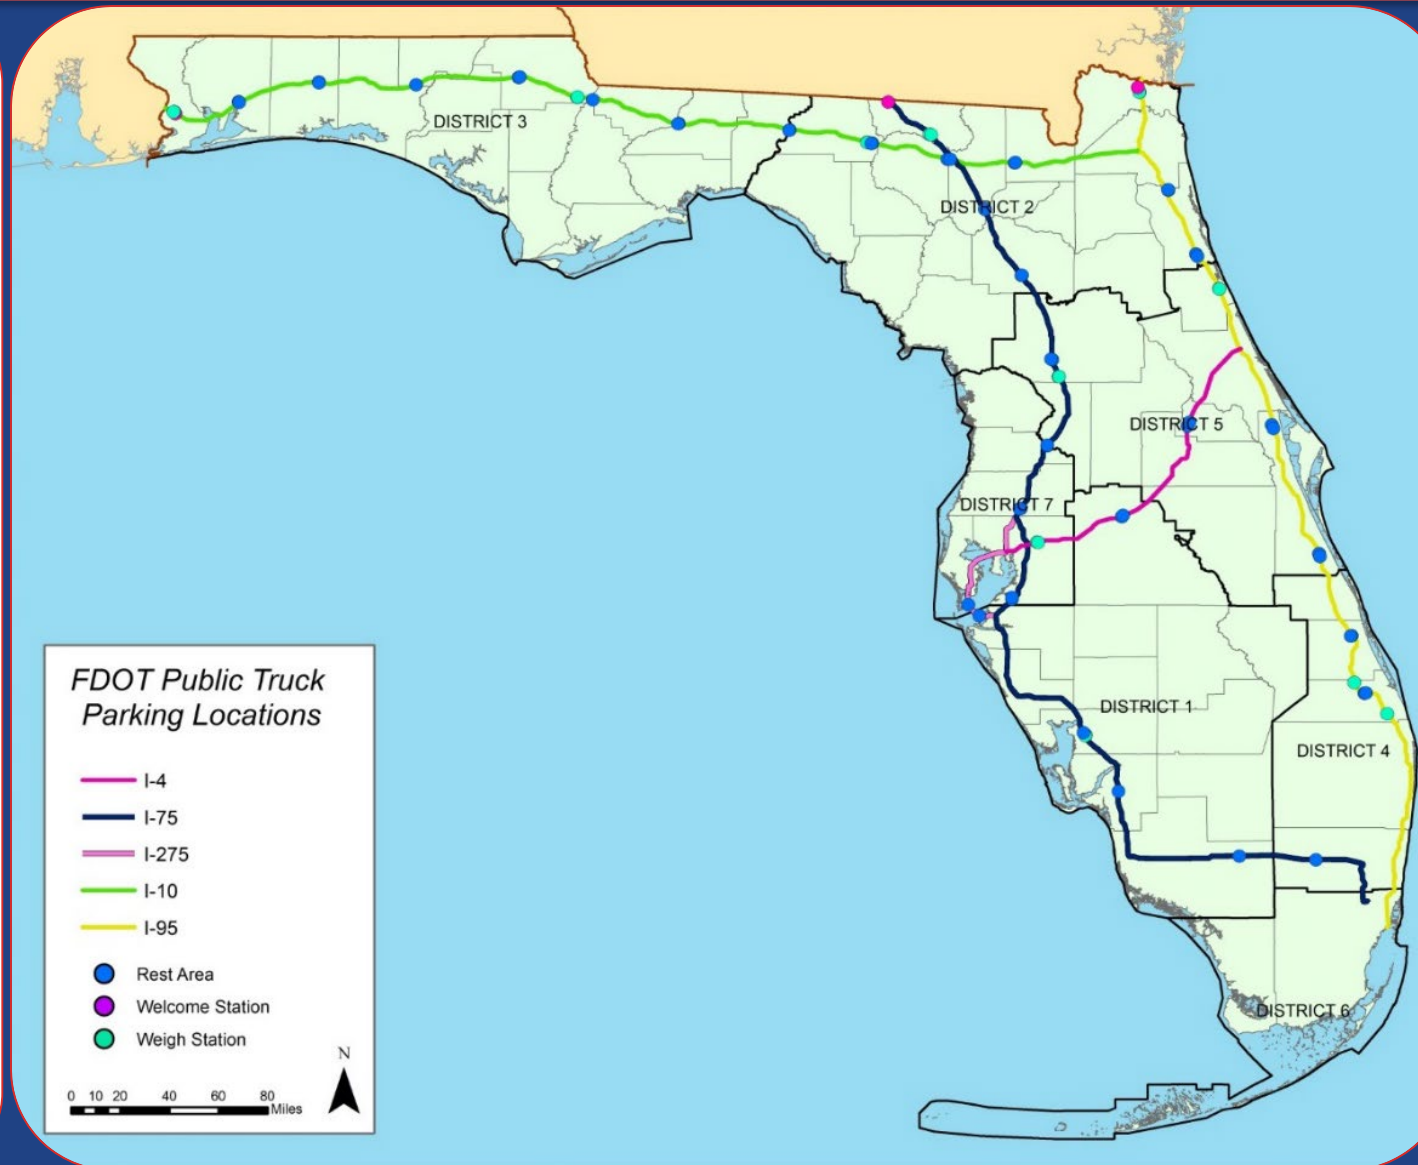 DISTRICT 3
DISTRICT 2
DISTRICT 5
DISTRICT 7
DISTRICT 1
DISTRICT 4
DISTRICT 6
FDOT Public Truck
Parking Locations
I-4
I-75
I-275
I-10
I-95
Rest Area
Welcome Station
Weigh Station
N
0 10 20 40 60 80
Miles